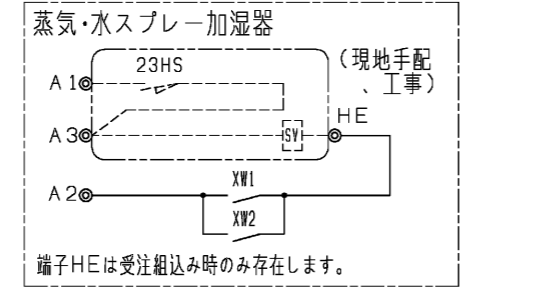 蒸気・水スプレー加湿器
23HS
(現地手配
、工事)
A1
HE
A3
SV
A2
XW1
XW2
端子HEは受注組込み時のみ存在します。